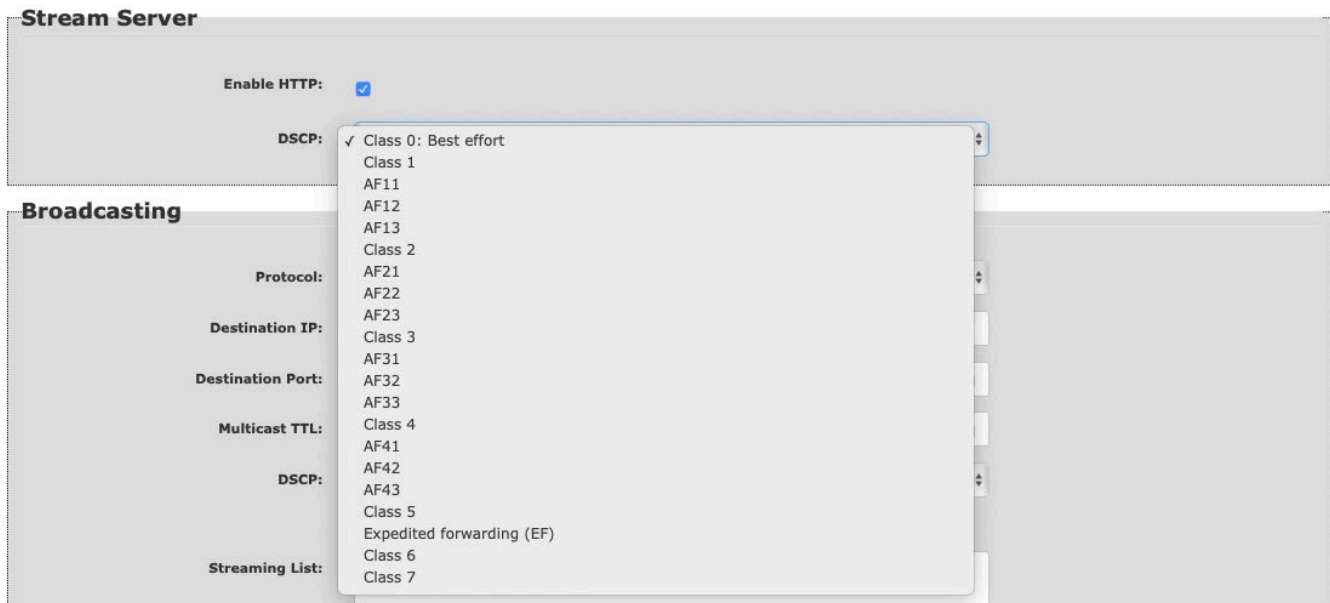 Stream Server
Enable HTTP:
DSCP:
✓ Class 0: Best effort
Class 1
AF11
AF12
AF13
Class 2
AF21
AF22
AF23
Class 3
AF31
AF32
AF33
Class 4
AF41
AF42
AF43
Class 5
Expedited forwarding (EF)
Class 6
Class 7
Broadcasting
Protocol:
Destination IP:
Destination Port:
Multicast TTL:
DSCP:
Streaming List: